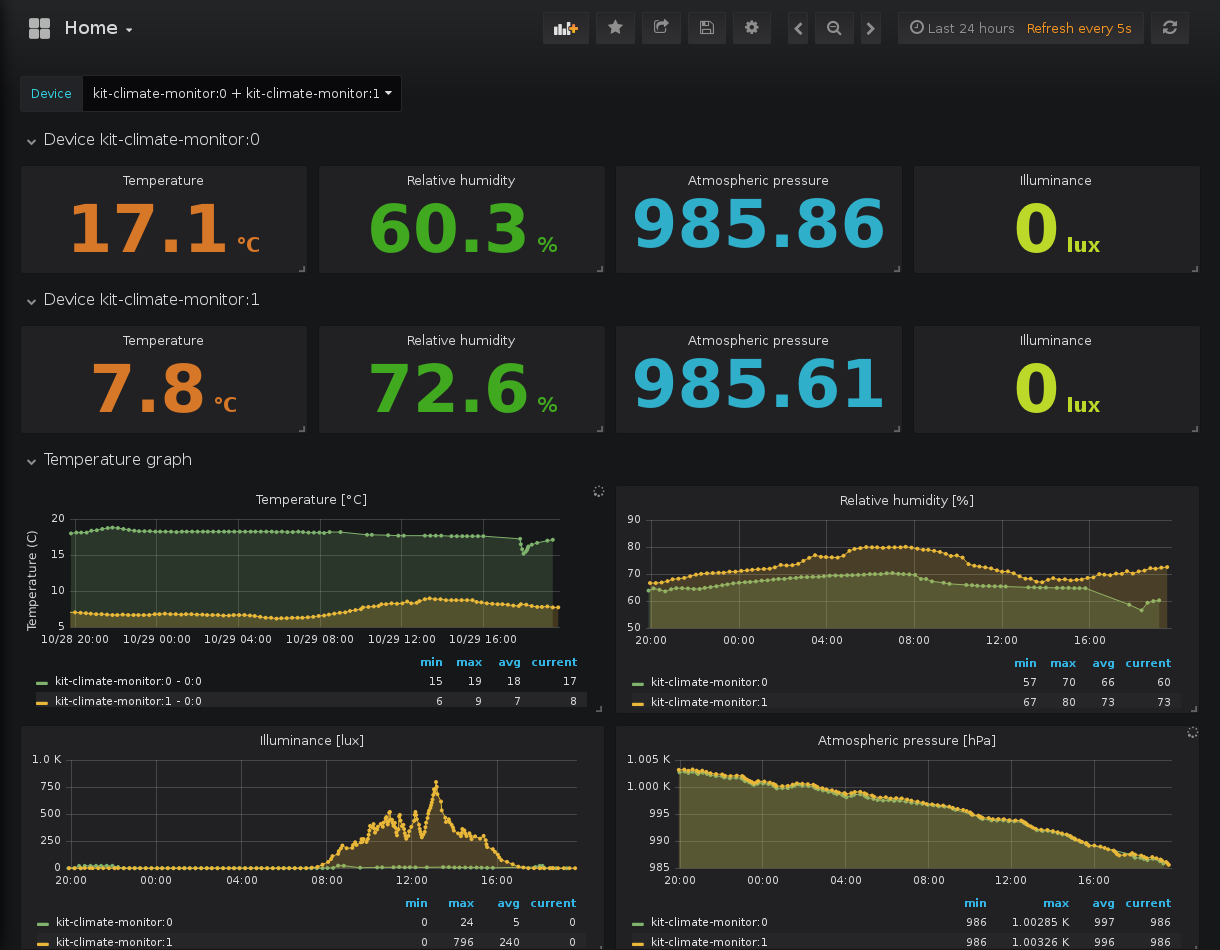 Home
Last 24 hours Refresh every 5s
Device kit-climate-monitor:0 + kit-climate-monitor:1
Device kit-climate-monitor:0
Temperature Relative humidity Atmospheric pressure Illuminance
17.1 °C 60.3 % 985.86 0 lux
Device kit-climate-monitor:1
Temperature Relative humidity Atmospheric pressure Illuminance
7.8 °C 72.6 % 985.61 0 lux
Temperature graph
Temperature [°C]
Temperature (C)
20
15
10
5
10/28 20:00 10/29 00:00 10/29 04:00 10/29 08:00 10/29 12:00 10/29 16:00
min max avg current
kit-climate-monitor:0 - 0:0 15 19 18 17
kit-climate-monitor:1 - 0:0 6 9 7 8
Relative humidity [%]
90
80
70
60
50
20:00 00:00 04:00 08:00 12:00 16:00
min max avg current
kit-climate-monitor:0 57 70 66 60
kit-climate-monitor:1 67 80 73 73
Illuminance [lux]
1.0 K
750
500
250
0
20:00 00:00 04:00 08:00 12:00 16:00
min max avg current
kit-climate-monitor:0 0 24 5 0
kit-climate-monitor:1 0 796 240 0
Atmospheric pressure [hPa]
1.005 K
1.000 K
995
990
985
20:00 00:00 04:00 08:00 12:00 16:00
min max avg current
kit-climate-monitor:0 986 1.00285 K 997 986
kit-climate-monitor:1 986 1.00326 K 996 986